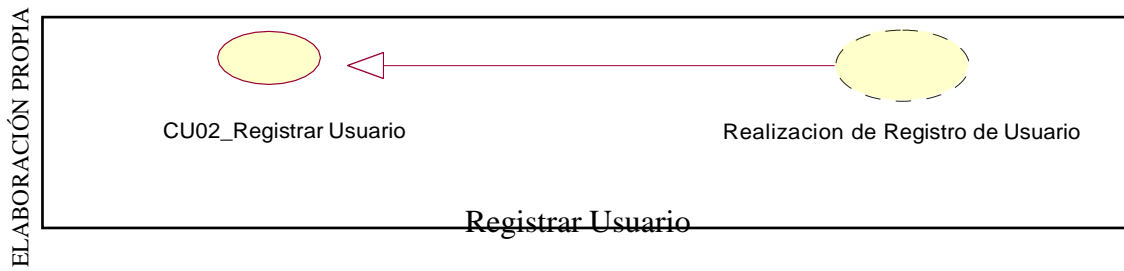 ELABORACIÓN PROPIA
CU02_Registrar Usuario
Realizacion de Registro de Usuario
Registrar Usuario